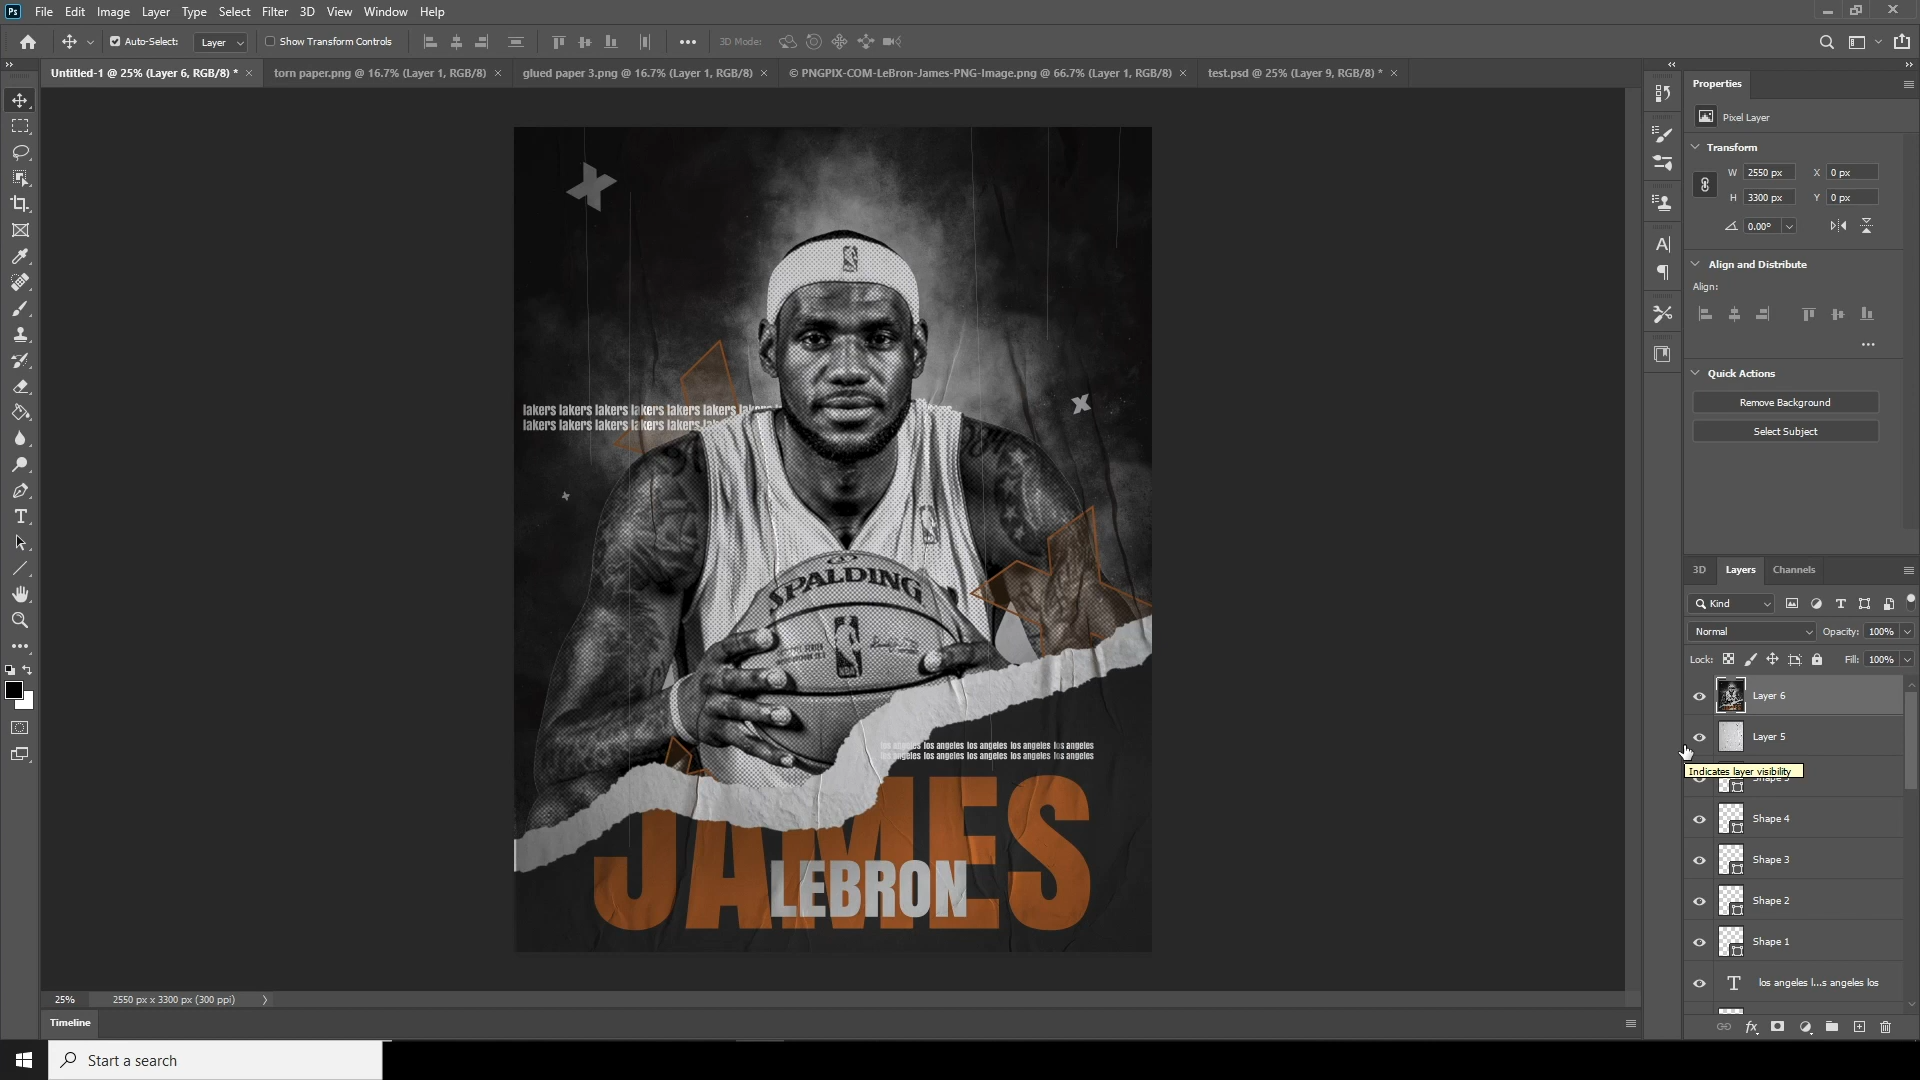 Ps File Edit Image Layer Type Select Filter 3D View Window Help
Auto-Select: Layer Show Transform Controls 3D Mode:
Untitled-1 @ 25% (Layer 6, RGB/8) * torn paper.png @ 16.7% (Layer 1, RGB/8) glued paper 3.png @ 16.7% (Layer 1, RGB/8) © PNGPIX-COM-LeBron-James-PNG-Image.png @ 66.7% (Layer 1, RGB/8) test.psd @ 25% (Layer 9, RGB/8) *
lakers lakers lakers lakers lakers lakers lakers
lakers lakers lakers lakers lakers
SPALDING
los angeles los angeles los angeles los angeles los angeles
los angeles los angeles los angeles los angeles los angeles
JAMES
LEBRON
Properties
Pixel Layer
Transform
W 2550 px X 0 px
H 3300 px Y 0 px
0.00°
Align and Distribute
Align:
Quick Actions
Remove Background
Select Subject
3D Layers Channels
Kind
Normal Opacity: 100%
Lock: Fill: 100%
Layer 6
Layer 5
Indicates layer visibility
Shape 4
Shape 3
Shape 2
Shape 1
los angeles l...s angeles los
25% 2550 px x 3300 px (300 ppi)
Timeline
Start a search